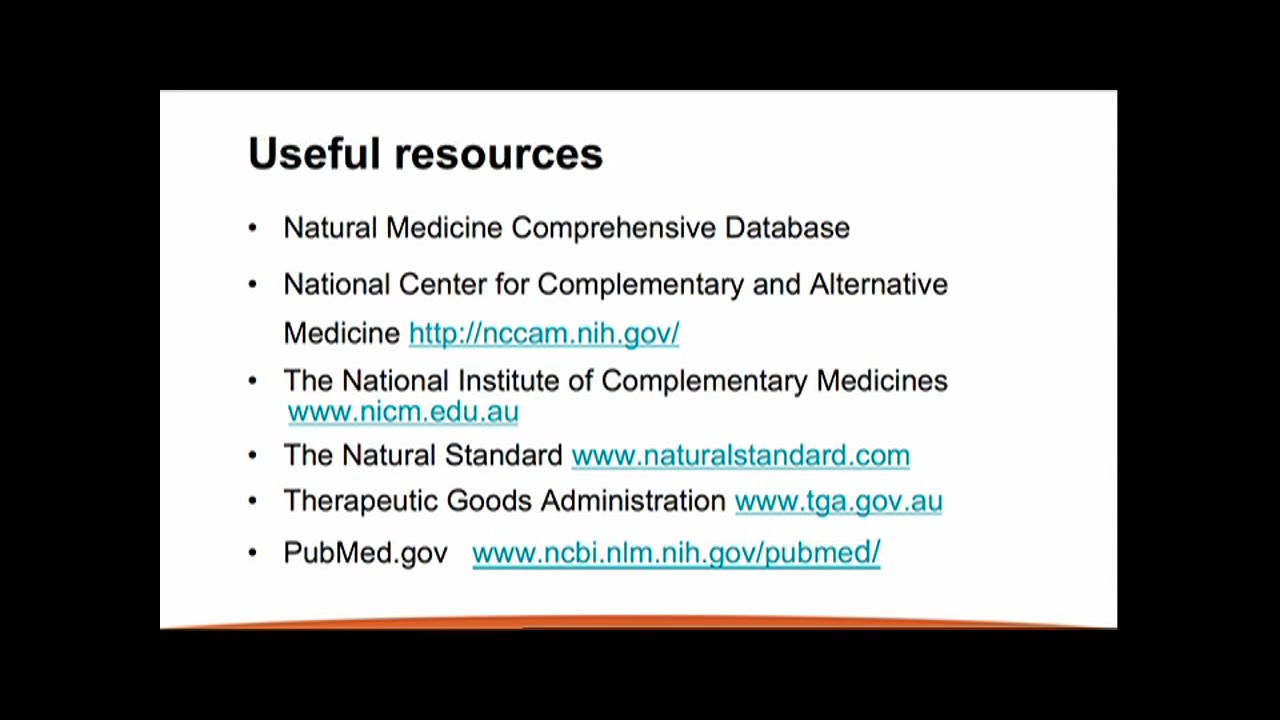 Useful resources
• Natural Medicine Comprehensive Database
• National Center for Complementary and Alternative
Medicine http://nccam.nih.gov/
• The National Institute of Complementary Medicines
www.nicm.edu.au
• The Natural Standard www.naturalstandard.com
• Therapeutic Goods Administration www.tga.gov.au
• PubMed.gov www.ncbi.nlm.nih.gov/pubmed/